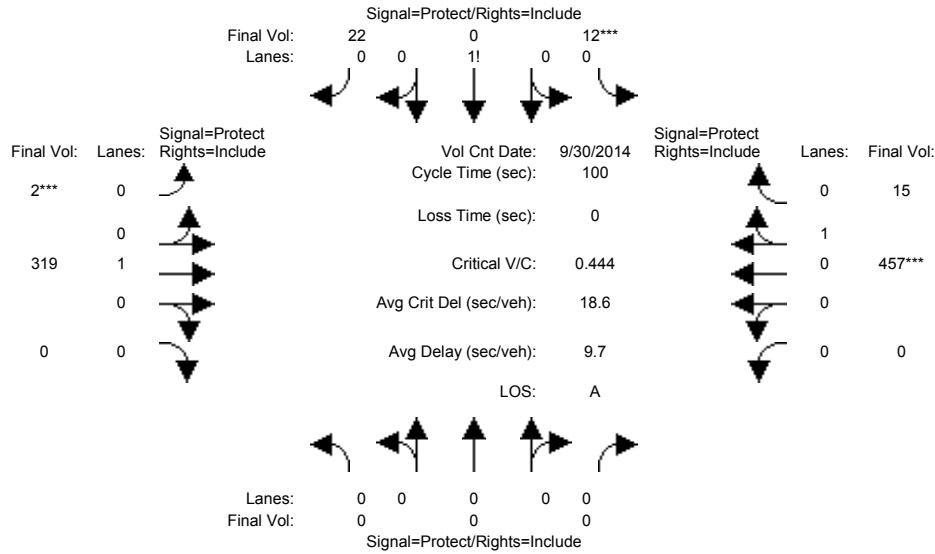 Signal=Protect/Rights=Include
Final Vol: 22 0 12***
Lanes: 0 0 1! 0 0
Signal=Protect
Final Vol: Lanes: Rights=Include
2*** 0
0
319 1
0
0 0
Vol Cnt Date: 9/30/2014
Cycle Time (sec): 100
Loss Time (sec): 0
Critical V/C: 0.444
Avg Crit Del (sec/veh): 18.6
Avg Delay (sec/veh): 9.7
LOS: A
Signal=Protect
Rights=Include Lanes: Final Vol:
0 15
1
0 457***
0
0 0
Lanes: 0 0 0 0 0
Final Vol: 0 0 0
Signal=Protect/Rights=Include